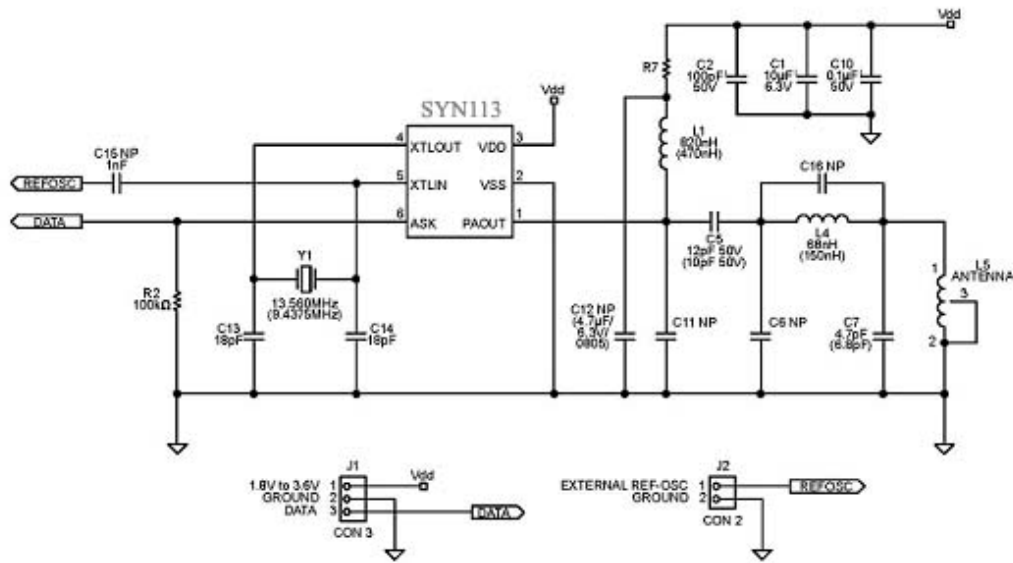 Vdd
R7
C2
100pF
50V
C1
10µF
6.3V
C10
0.1µF
50V
Vdd
SYN113
4 XTLOUT VDD 3
5 XTLIN VSS 2
6 ASK PAOUT 1
L1
820nH
(470nH)
C15 NP
1nF
REFOSC
DATA
C16 NP
C5
12pF 50V
(10pF 50V)
L4
68nH
(150nH)
L5
ANTENNA
1
3
2
Y1
13.560MHz
(9.4375MHz)
R2
100kΩ
C13
18pF
C14
18pF
C12 NP
(4.7µF/
6.3V/
0805)
C11 NP
C6 NP
C7
4.7pF
(6.8pF)
J1
1.8V to 3.6V 1 Vdd
GROUND 2
DATA 3 DATA
CON 3
J2
EXTERNAL REF-OSC 1 REFOSC
GROUND 2
CON 2